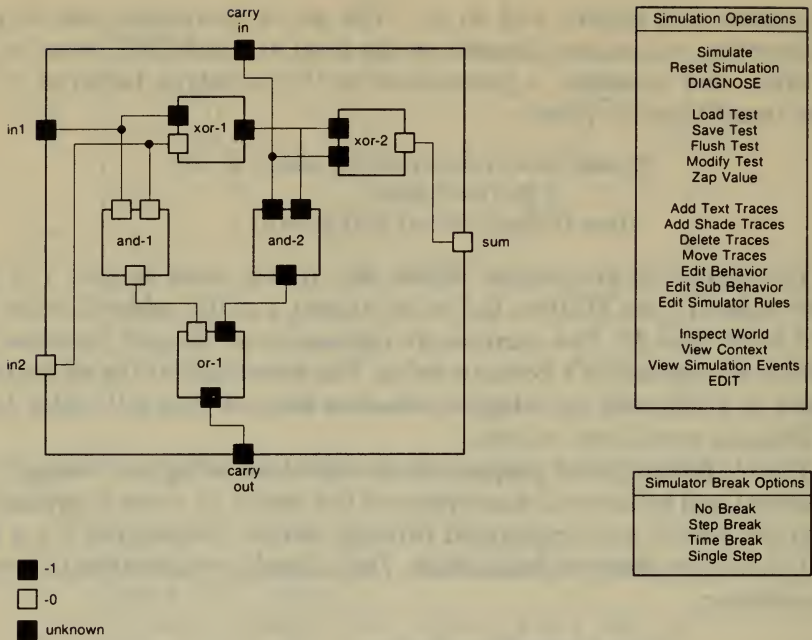 carry
in
in1
xor-1
xor-2
and-1
and-2
sum
in2
or-1
carry
out
-1
-0
unknown
Simulation Operations
Simulate
Reset Simulation
DIAGNOSE
Load Test
Save Test
Flush Test
Modify Test
Zap Value
Add Text Traces
Add Shade Traces
Delete Traces
Move Traces
Edit Behavior
Edit Sub Behavior
Edit Simulator Rules
Inspect World
View Context
View Simulation Events
EDIT
Simulator Break Options
No Break
Step Break
Time Break
Single Step